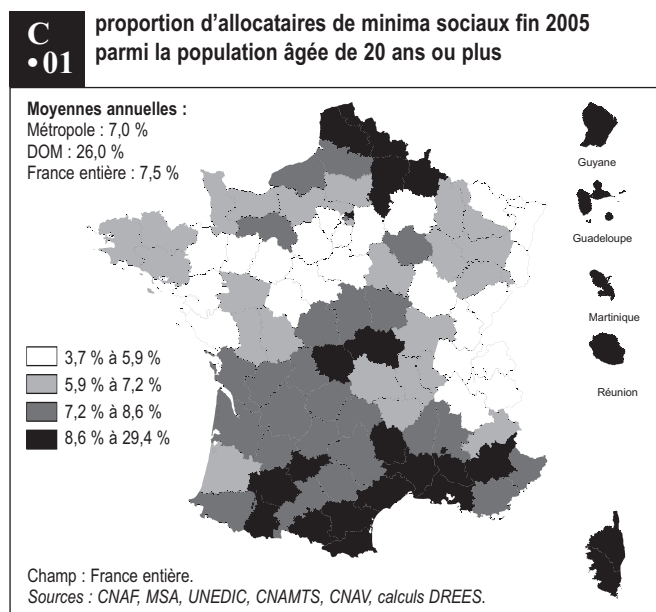 C
•01
proportion d'allocataires de minima sociaux fin 2005
parmi la population âgée de 20 ans ou plus
Moyennes annuelles :
Métropole : 7,0 %
DOM : 26,0 %
France entière : 7,5 %
Guyane
Guadeloupe
Martinique
Réunion
3,7 % à 5,9 %
5,9 % à 7,2 %
7,2 % à 8,6 %
8,6 % à 29,4 %
Champ : France entière.
Sources : CNAF, MSA, UNEDIC, CNAMTS, CNAV, calculs DREES.